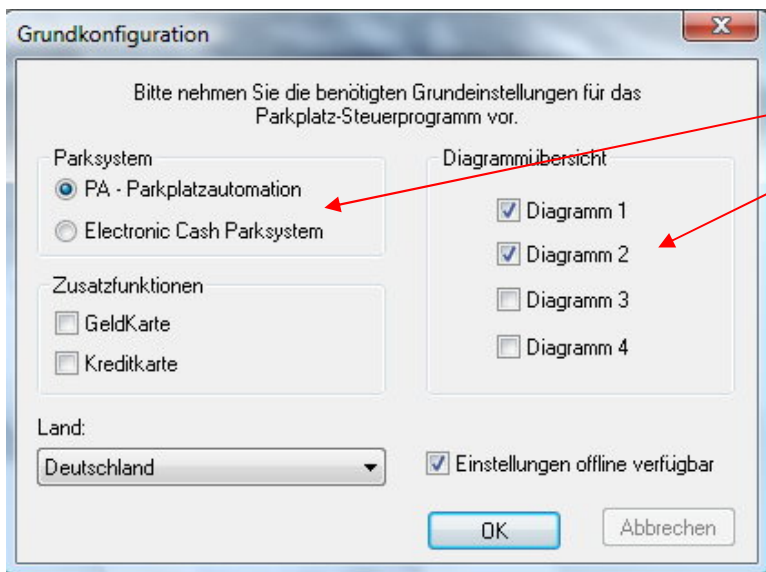 Grundkonfiguration
Bitte nehmen Sie die benötigten Grundeinstellungen für das
Parkplatz-Steuerprogramm vor.
Parksystem
PA - Parkplatzautomation
Electronic Cash Parksystem
Zusatzfunktionen
GeldKarte
Kreditkarte
Land:
Deutschland
Diagrammübersicht
Diagramm 1
Diagramm 2
Diagramm 3
Diagramm 4
Einstellungen offline verfügbar
OK
Abbrechen